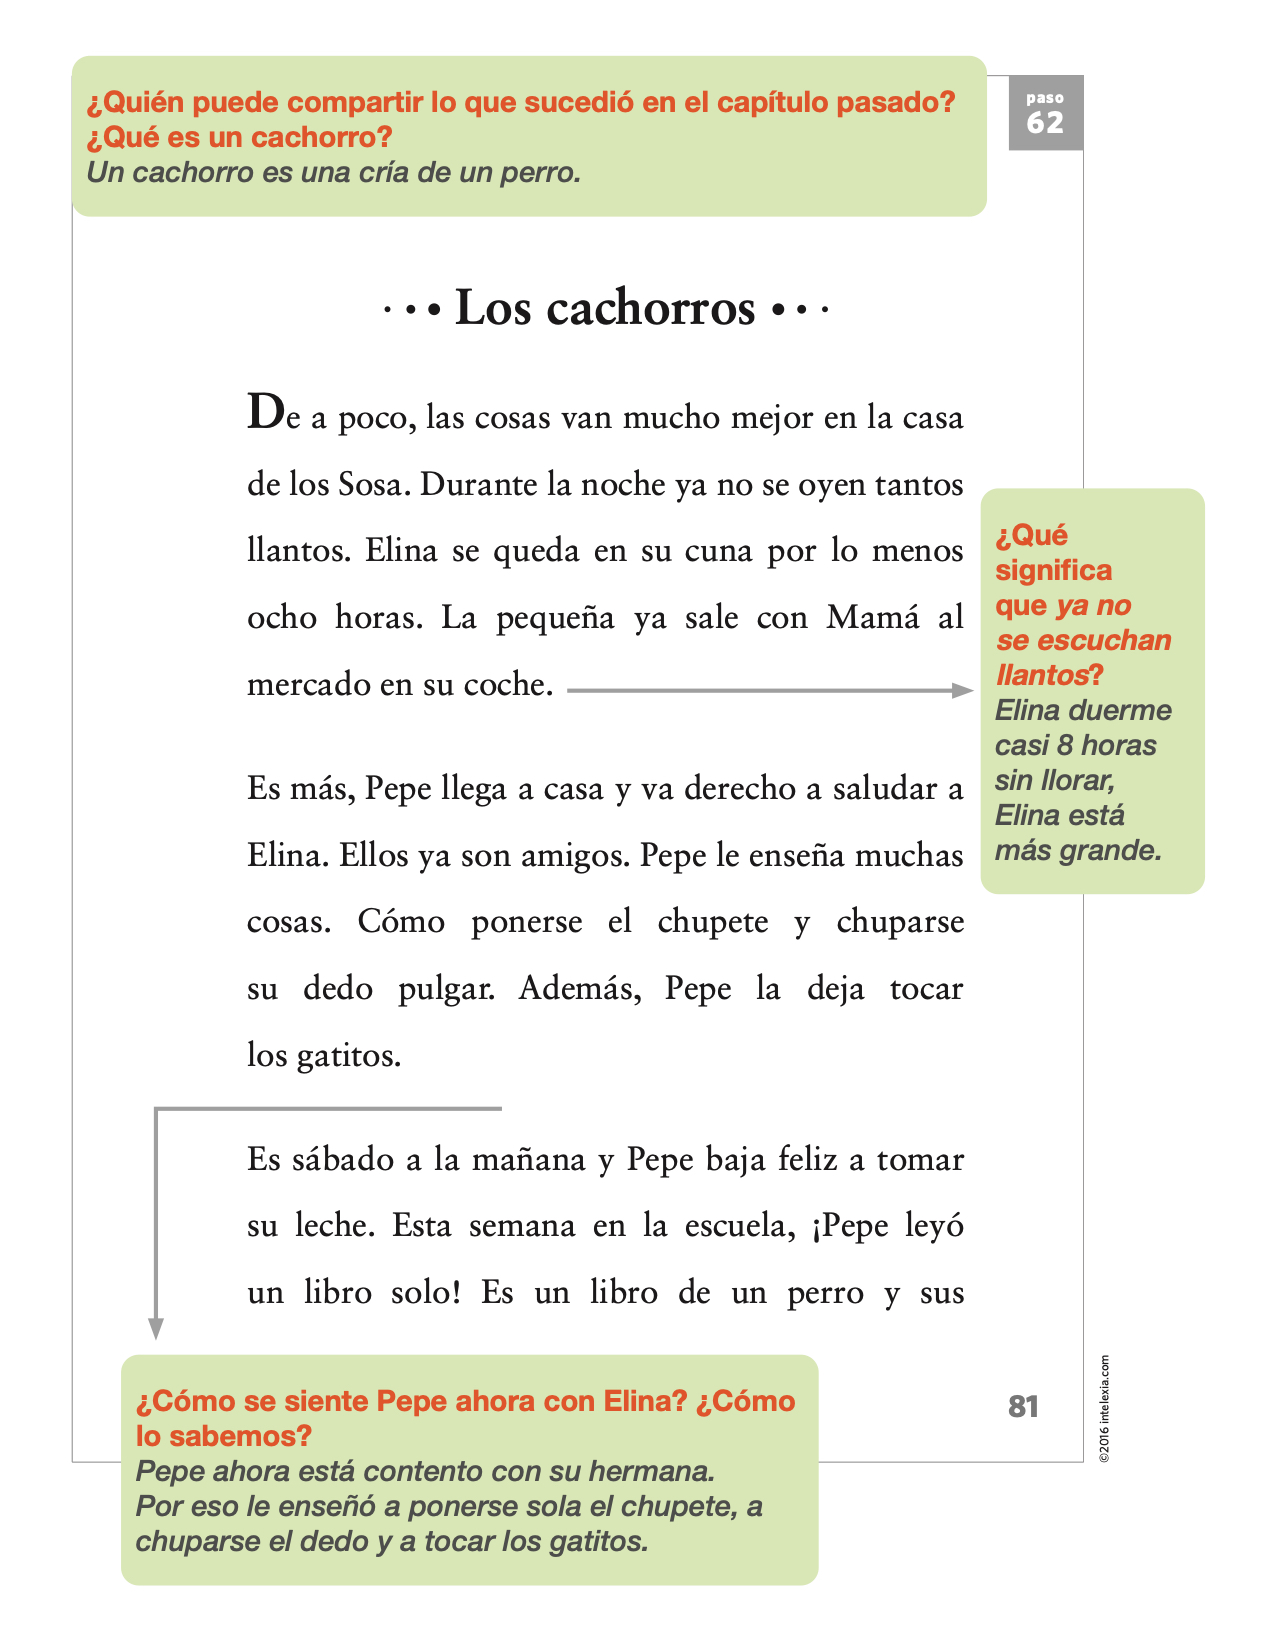 ¿Quién puede compartir lo que sucedió en el capítulo pasado?
¿Qué es un cachorro?
Un cachorro es una cría de un perro.
paso
62
··· Los cachorros ···
De a poco, las cosas van mucho mejor en la casa
de los Sosa. Durante la noche ya no se oyen tantos
llantos. Elina se queda en su cuna por lo menos
ocho horas. La pequeña ya sale con Mamá al
mercado en su coche.
¿Qué
significa
que ya no
se escuchan
llantos?
Elina duerme
casi 8 horas
sin llorar,
Elina está
más grande.
Es más, Pepe llega a casa y va derecho a saludar a
Elina. Ellos ya son amigos. Pepe le enseña muchas
cosas. Cómo ponerse el chupete y chuparse
su dedo pulgar. Además, Pepe la deja tocar
los gatitos.
Es sábado a la mañana y Pepe baja feliz a tomar
su leche. Esta semana en la escuela, ¡Pepe leyó
un libro solo! Es un libro de un perro y sus
¿Cómo se siente Pepe ahora con Elina? ¿Cómo
lo sabemos?
Pepe ahora está contento con su hermana.
Por eso le enseñó a ponerse sola el chupete, a
chuparse el dedo y a tocar los gatitos.
81
©2016 intelexia.com